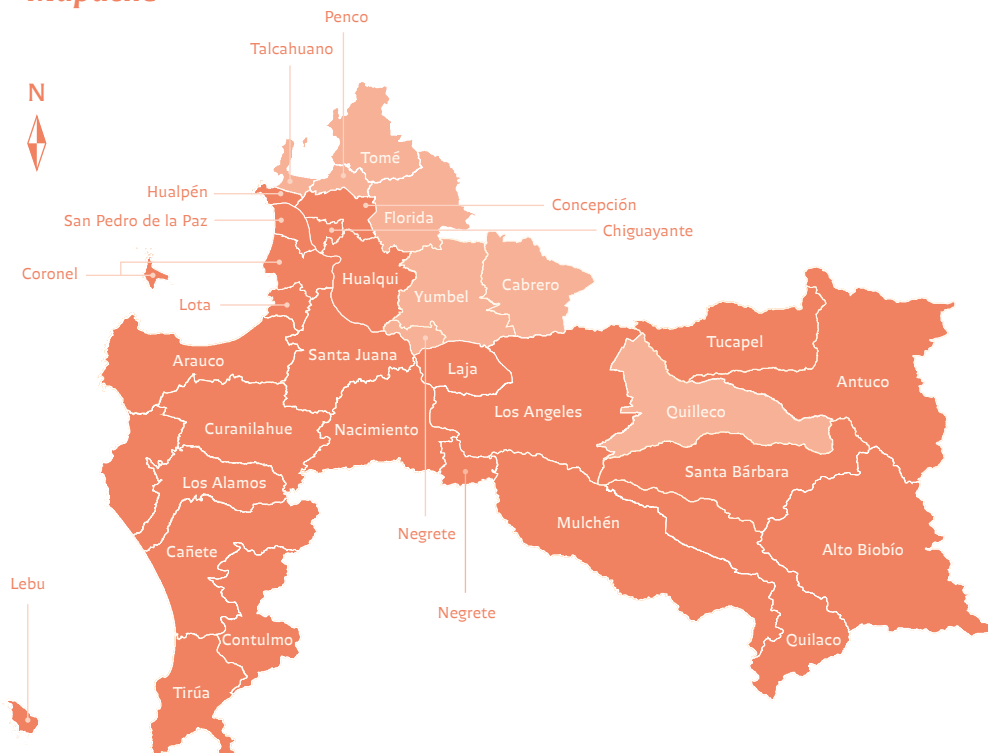 Penco
Talcahuano
N
Tomé
Hualpén
Concepción
San Pedro de la Paz
Florida
Chiguayante
Coronel
Hualqui
Cabrero
Yumbel
Lota
Tucapel
Santa Juana
Arauco
Laja
Antuco
Los Angeles
Quilleco
Curanilahue
Nacimiento
Santa Bárbara
Los Alamos
Mulchén
Negrete
Cañete
Alto Biobío
Lebu
Negrete
Contulmo
Quilaco
Tirúa